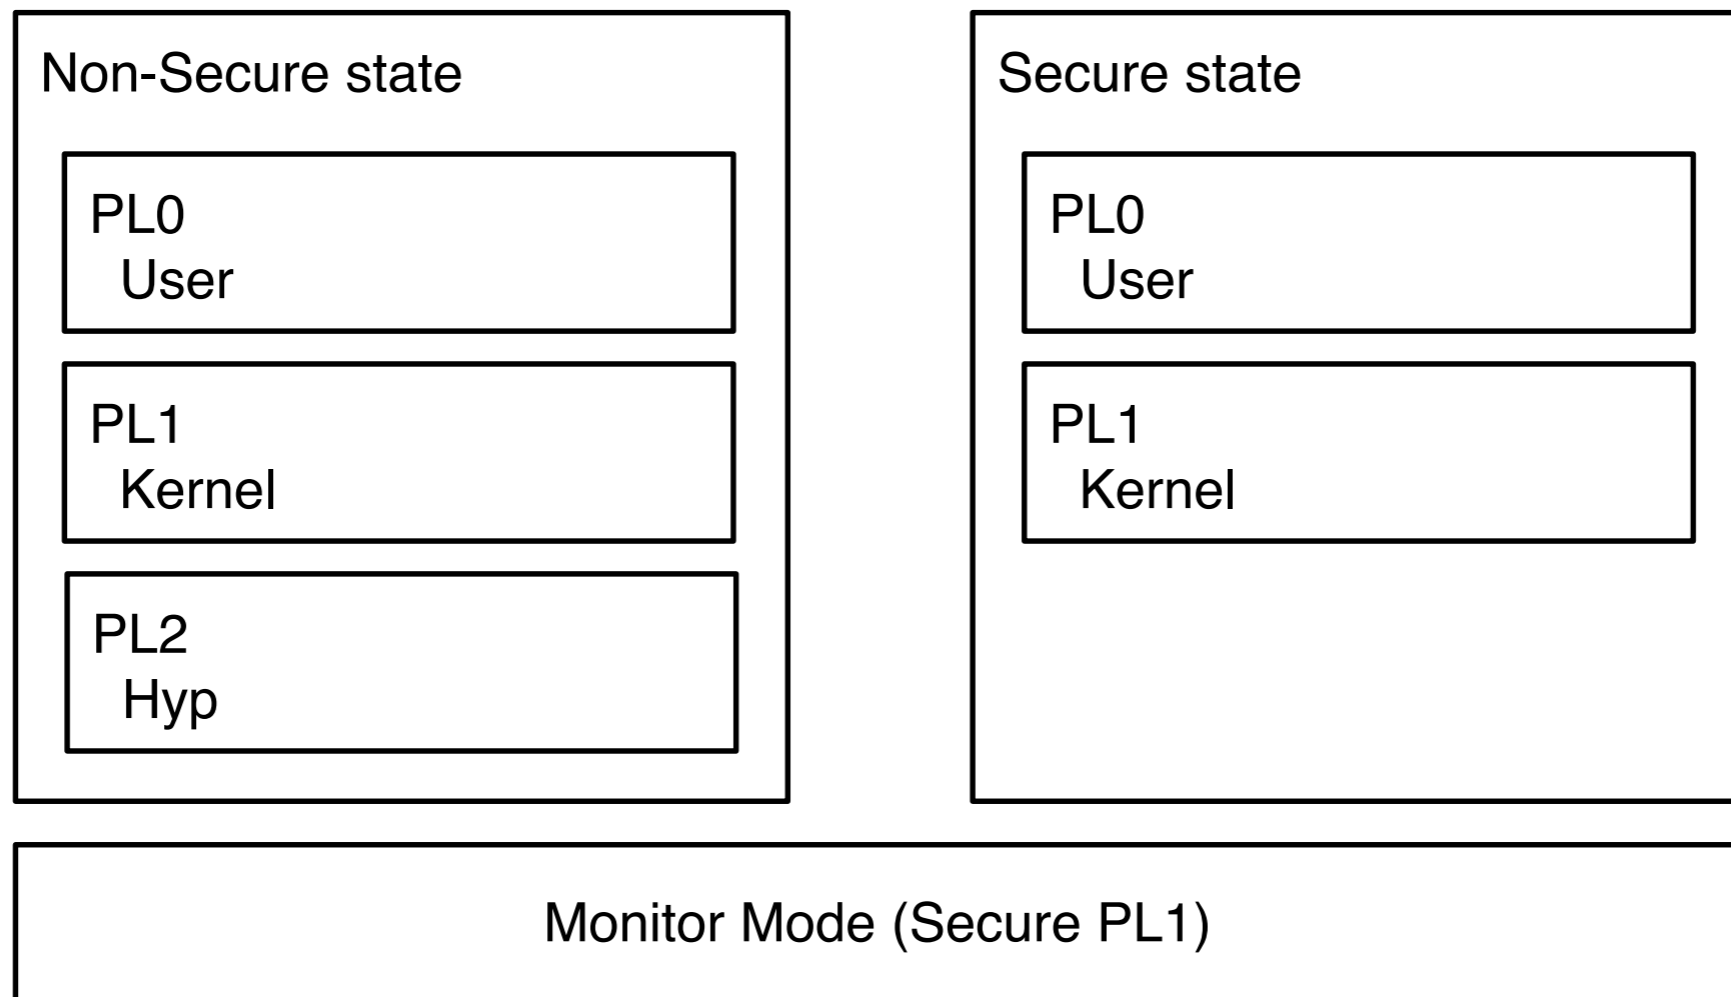 Non-Secure state
PL0
User
PL1
Kernel
PL2
Hyp
Secure state
PL0
User
PL1
Kernel
Monitor Mode (Secure PL1)